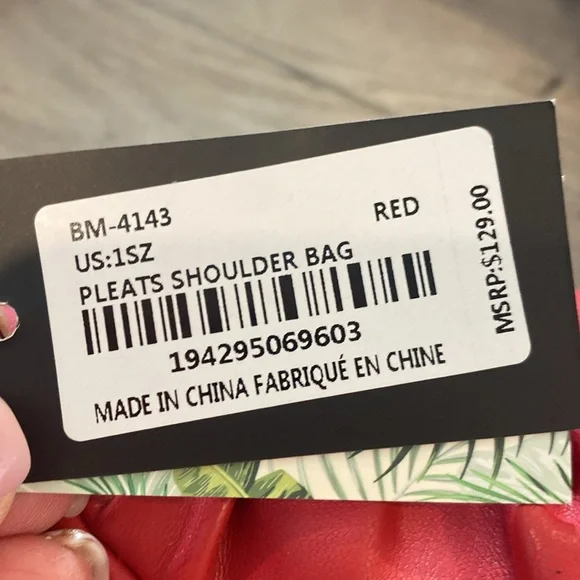 BM-4143
RED
US:1SZ
PLEATS SHOULDER BAG
194295069603
MADE IN CHINA FABRIQUÉ EN CHINE
MSRP:$129.00